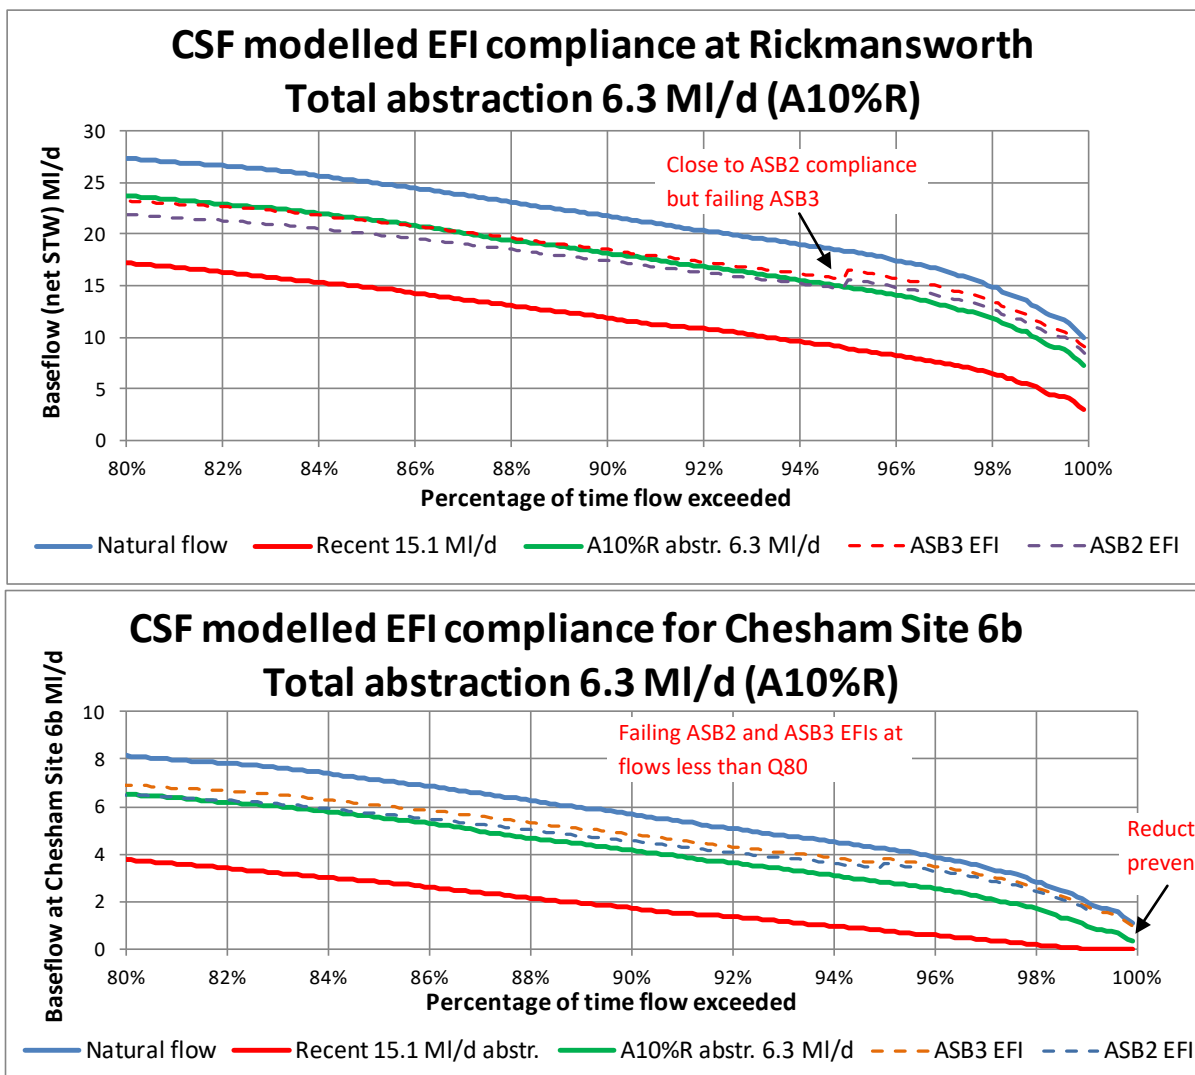 CSF modelled EFI compliance at Rickmansworth
Total abstraction 6.3 Ml/d (A10%R)
Baseflow (net STW) Ml/d
30
25
20
15
10
5
0
Close to ASB2 compliance
but failing ASB3
80% 82% 84% 86% 88% 90% 92% 94% 96% 98% 100%
Percentage of time flow exceeded
Natural flow Recent 15.1 Ml/d A10%R abstr. 6.3 Ml/d ASB3 EFI ASB2 EFI
CSF modelled EFI compliance for Chesham Site 6b
Total abstraction 6.3 Ml/d (A10%R)
Baseflow at Chesham Site 6b Ml/d
10
8
6
4
2
0
Failing ASB2 and ASB3 EFIs at
flows less than Q80
Reduct
preven
80% 82% 84% 86% 88% 90% 92% 94% 96% 98% 100%
Percentage of time flow exceeded
Natural flow Recent 15.1 Ml/d abstr. A10%R abstr. 6.3 Ml/d ASB3 EFI ASB2 EFI